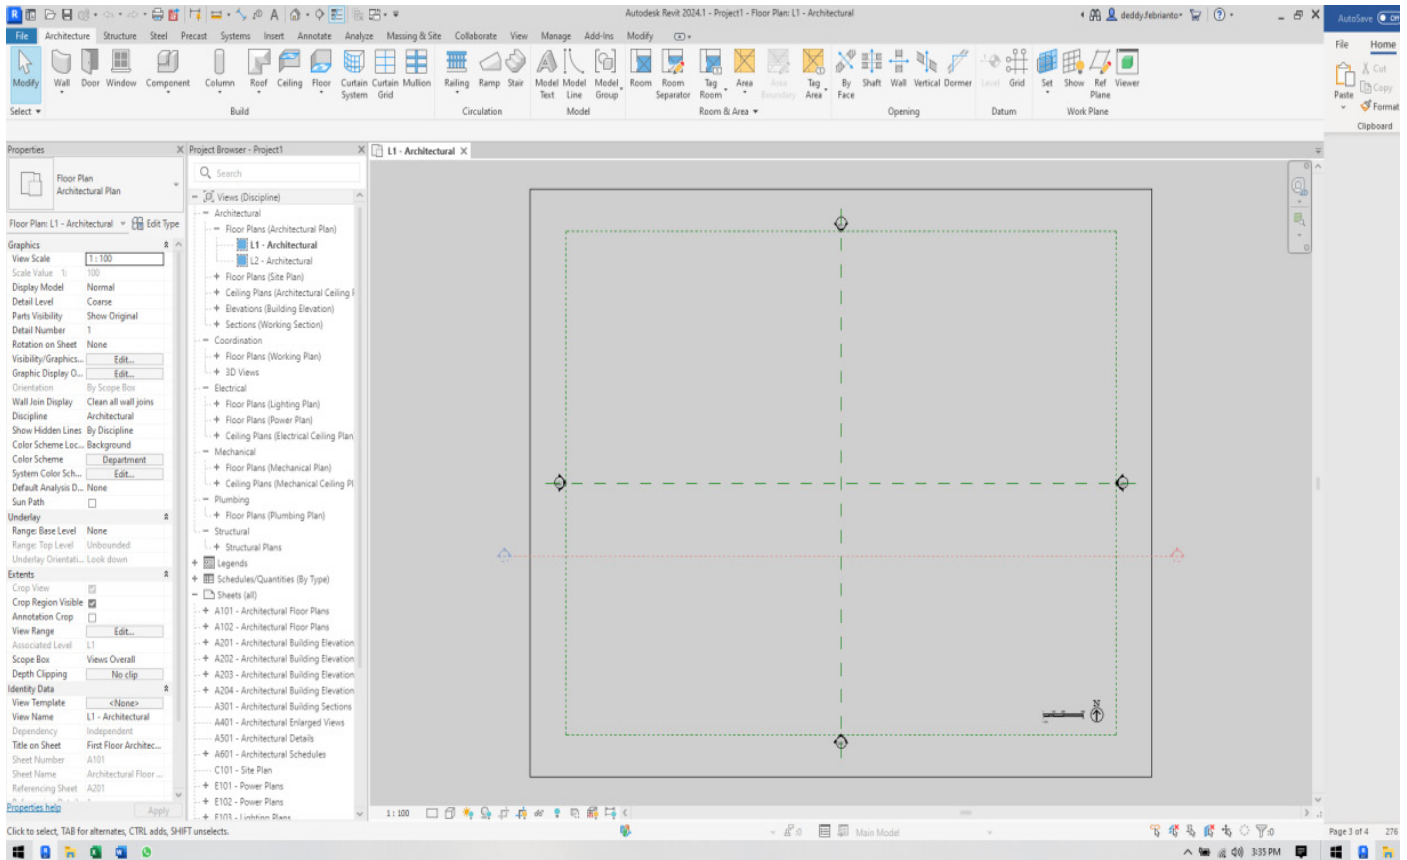 Autodesk Revit 2024.1 - Project1 - Floor Plan: L1 - Architectural
deddy.febrianto
AutoSave
File Architecture Structure Steel Precast Systems Insert Annotate Analyze Massing & Site Collaborate View Manage Add-Ins Modify
File Home
Modify Wall Door Window Component Column Roof Ceiling Floor Curtain System Curtain Grid Mullion Railing Ramp Stair Model Text Model Line Model Group Room Room Separator Tag Room Area Area Boundary Tag Area By Face Shaft Wall Vertical Dormer Level Grid Set Show Ref Plane Viewer
Paste Cut Copy Format
Select Build Circulation Model Room & Area Opening Datum Work Plane
Clipboard
Properties
Floor Plan
Architectural Plan
Floor Plan: L1 - Architectural Edit Type
Graphics
View Scale 1 : 100
Scale Value 1: 100
Display Model Normal
Detail Level Coarse
Parts Visibility Show Original
Detail Number 1
Rotation on Sheet None
Visibility/Graphics... Edit...
Graphic Display O... Edit...
Orientation By Scope Box
Wall Join Display Clean all wall joins
Discipline Architectural
Show Hidden Lines By Discipline
Color Scheme Loc... Background
Color Scheme Department
System Color Sch... Edit...
Default Analysis D... None
Sun Path
Underlay
Range: Base Level None
Range: Top Level Unbounded
Underlay Orientati... Look down
Extents
Crop View
Crop Region Visible
Annotation Crop
View Range Edit...
Associated Level L1
Scope Box Views Overall
Depth Clipping No clip
Identity Data
View Template <None>
View Name L1 - Architectural
Dependency Independent
Title on Sheet First Floor Architec...
Sheet Number A101
Sheet Name Architectural Floor ...
Referencing Sheet A201
Properties help Apply
Project Browser - Project1
Search
Views (Discipline)
Architectural
Floor Plans (Architectural Plan)
L1 - Architectural
L2 - Architectural
Floor Plans (Site Plan)
Ceiling Plans (Architectural Ceiling
Elevations (Building Elevation)
Sections (Working Section)
Coordination
Floor Plans (Working Plan)
3D Views
Electrical
Floor Plans (Lighting Plan)
Floor Plans (Power Plan)
Ceiling Plans (Electrical Ceiling Plan
Mechanical
Floor Plans (Mechanical Plan)
Ceiling Plans (Mechanical Ceiling Pl
Plumbing
Floor Plans (Plumbing Plan)
Structural
Structural Plans
Legends
Schedules/Quantities (By Type)
Sheets (all)
A101 - Architectural Floor Plans
A102 - Architectural Floor Plans
A201 - Architectural Building Elevation
A202 - Architectural Building Elevation
A203 - Architectural Building Elevation
A204 - Architectural Building Elevation
A301 - Architectural Building Sections
A401 - Architectural Enlarged Views
A501 - Architectural Details
A601 - Architectural Schedules
C101 - Site Plan
E101 - Power Plans
E102 - Power Plans
E103 - Lighting Plans
L1 - Architectural
N
1 : 100
Click to select, TAB for alternates, CTRL adds, SHIFT unselects.
:0
Main Model
:0
Page 3 of 4 276
3:35 PM